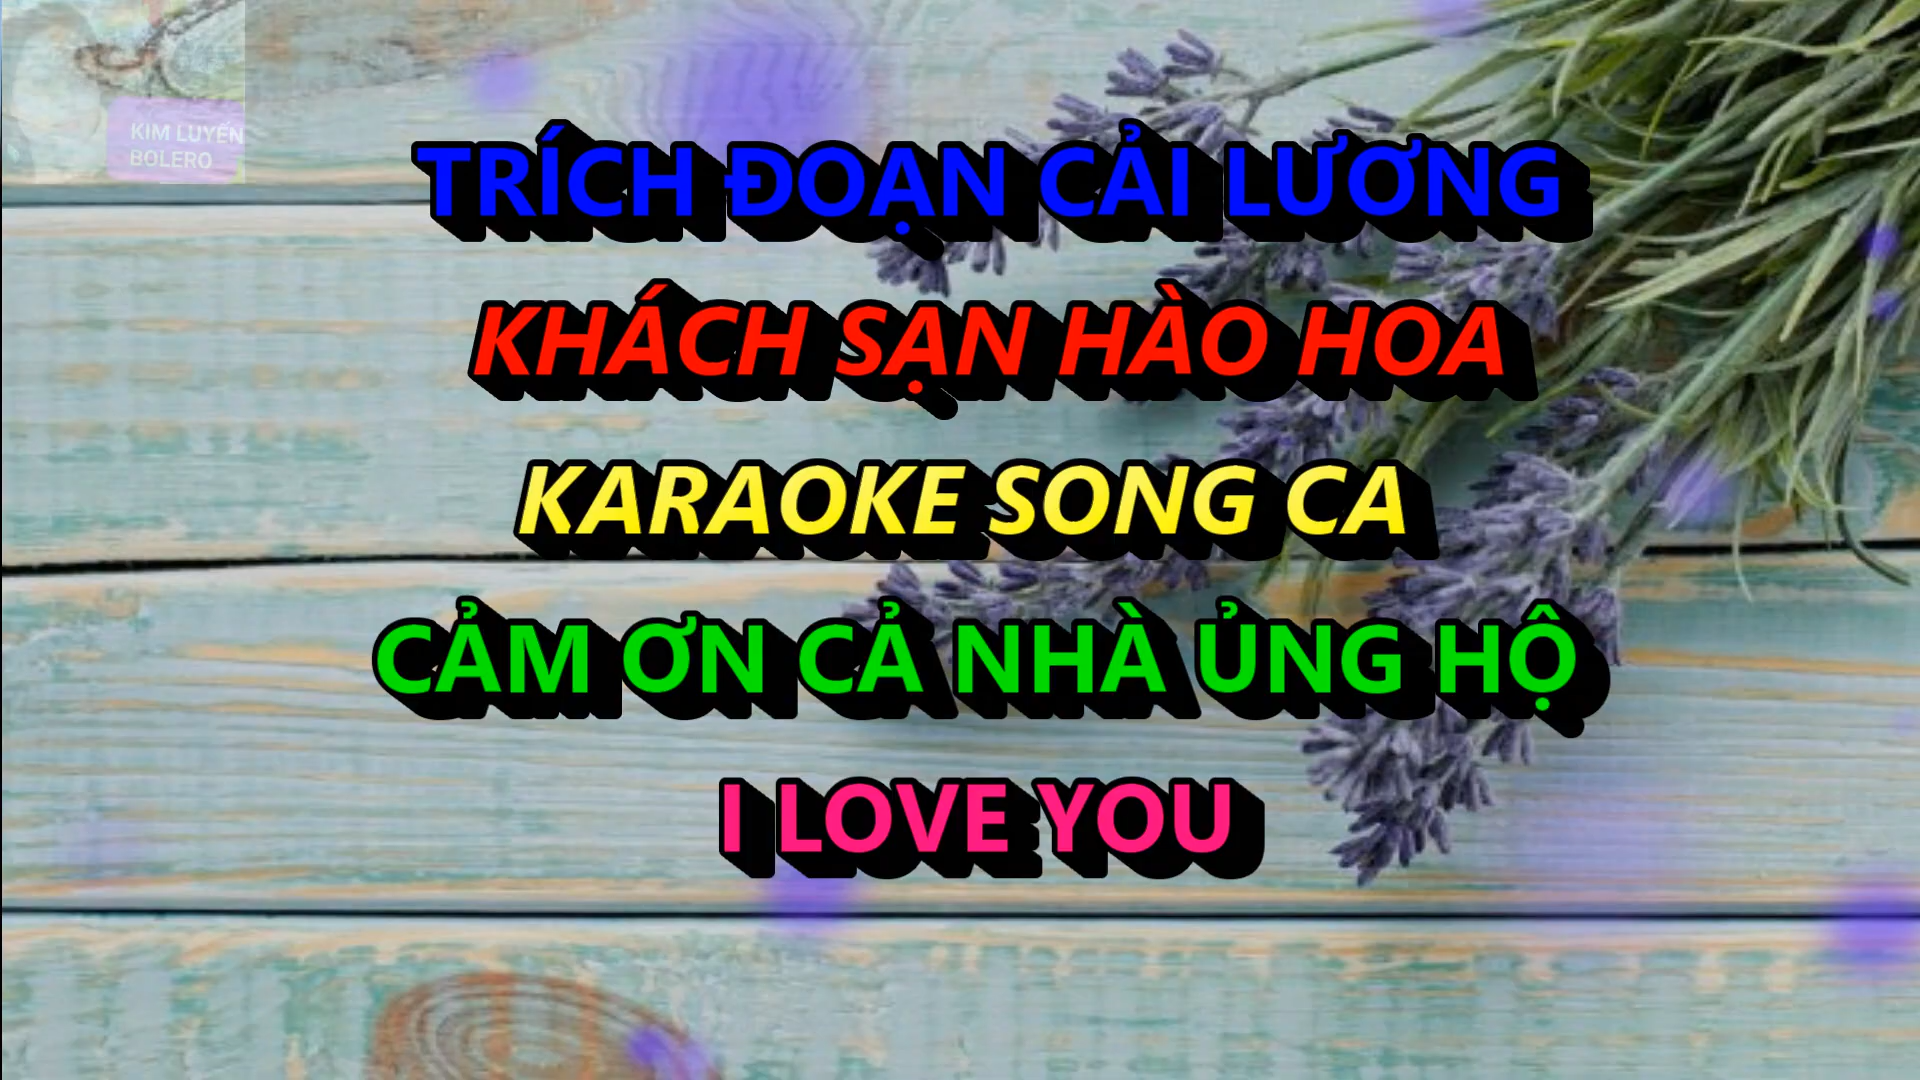 KIM LUYẾN
BOLERO
TRÍCH ĐOẠN CẢI LƯƠNG
KHÁCH SẠN HÀO HOA
KARAOKE SONG CA
CẢM ƠN CẢ NHÀ ỦNG HỘ
I LOVE YOU